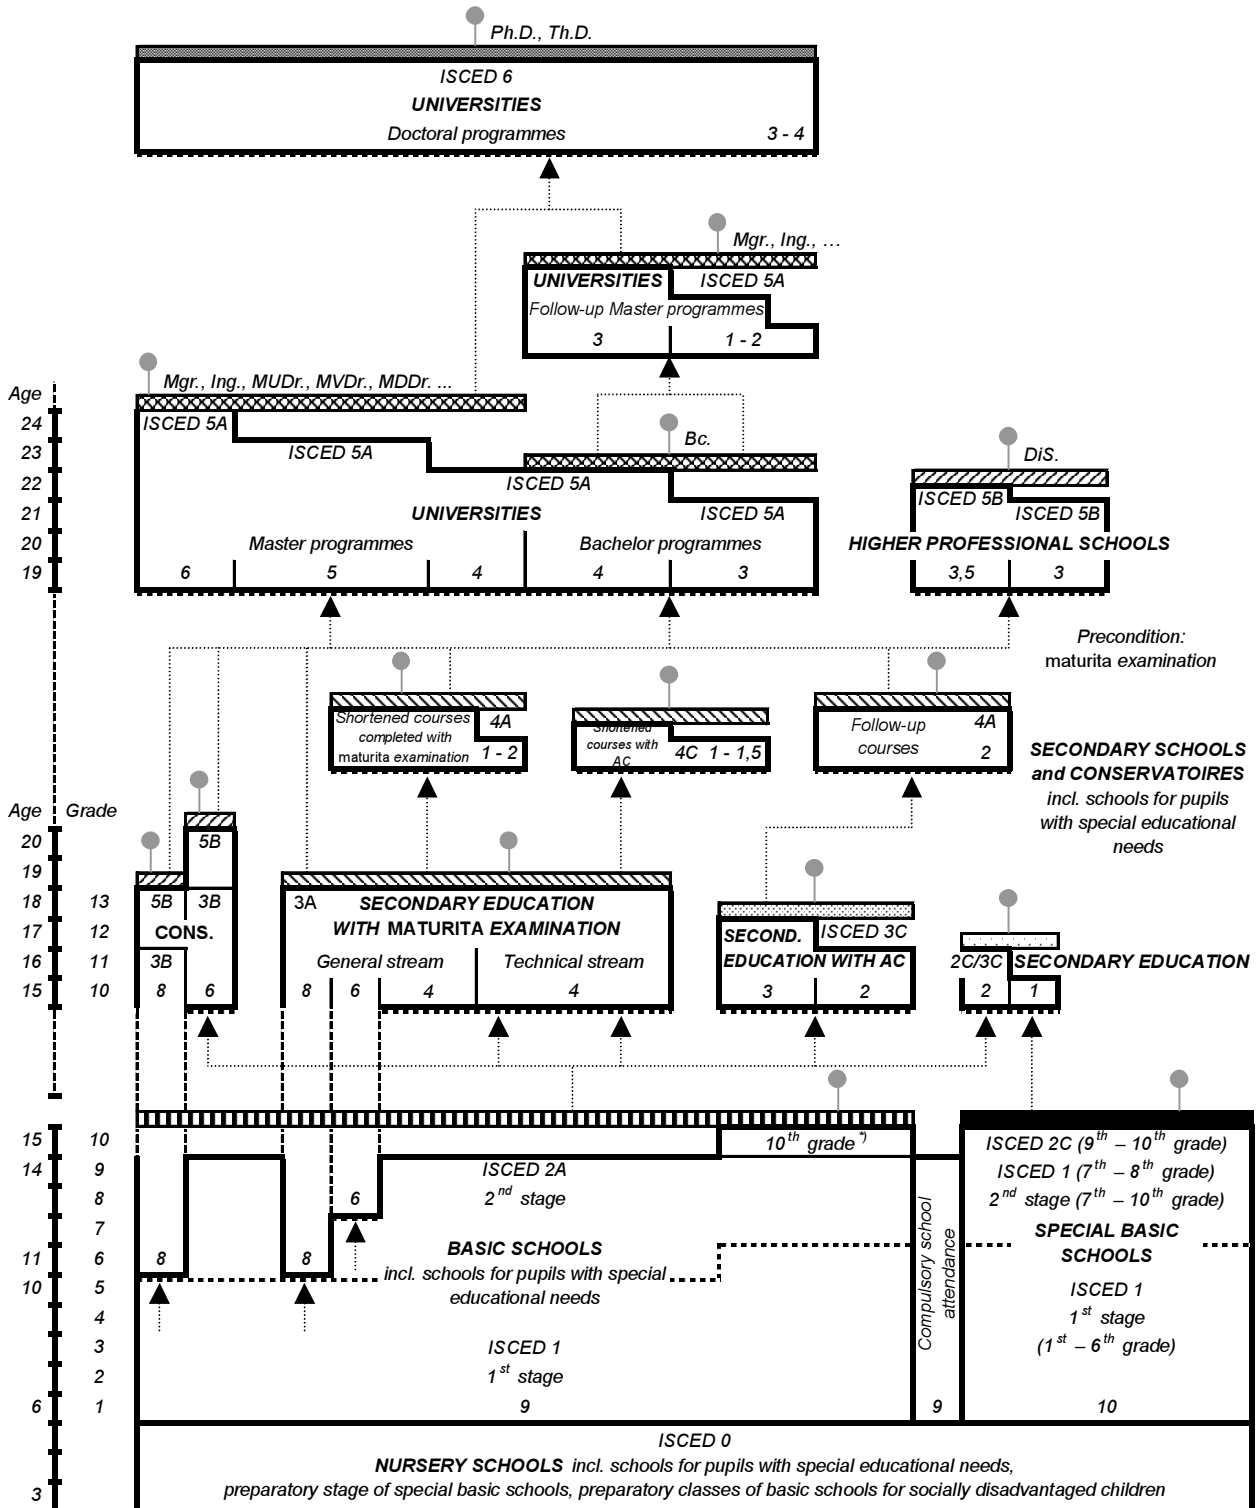 Ph.D., Th.D.
ISCED 6
UNIVERSITIES
Doctoral programmes 3 - 4
Mgr., Ing., …
UNIVERSITIES ISCED 5A
Follow-up Master programmes
3 1 - 2
Mgr., Ing., MUDr., MVDr., MDDr. ...
Age
24 ISCED 5A
Bc.
23 ISCED 5A
DiS.
22 ISCED 5A ISCED 5B
21 UNIVERSITIES ISCED 5A ISCED 5B
20 Master programmes Bachelor programmes HIGHER PROFESSIONAL SCHOOLS
19 6 5 4 4 3 3,5 3
Precondition:
maturita examination
Shortened courses
completed with
maturita examination
4A
1 - 2
Shortened
courses with
AC
4C 1 - 1,5
Follow-up
courses
4A
2
SECONDARY SCHOOLS
and CONSERVATOIRES
incl. schools for pupils
with special educational
needs
Age Grade
20 5B
19
18 13 5B 3B 3A SECONDARY EDUCATION
17 12 CONS. WITH MATURITA EXAMINATION SECOND. ISCED 3C
16 11 3B General stream Technical stream EDUCATION WITH AC 2C/3C SECONDARY EDUCATION
15 10 8 6 8 6 4 4 3 2 2 1
15 10 10th grade *) ISCED 2C (9th – 10th grade)
14 9 ISCED 2A ISCED 1 (7th – 8th grade)
8 6 2nd stage 2nd stage (7th – 10th grade)
7 SPECIAL BASIC
SCHOOLS
11 6 8 8 BASIC SCHOOLS
incl. schools for pupils with special
educational needs
10 5 ISCED 1
4 1st stage
3 ISCED 1 (1st – 6th grade)
2 1st stage
Compulsory school
attendance
6 1 9 9 10
ISCED 0
NURSERY SCHOOLS incl. schools for pupils with special educational needs,
3 preparatory stage of special basic schools, preparatory classes of basic schools for socially disadvantaged children